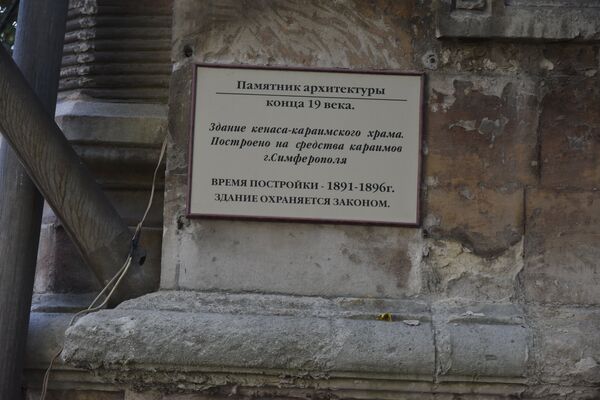 Памятник архитектуры
конца 19 века.
Здание кенаса-караимского храма.
Построено на средства караимов
г.Симферополя
ВРЕМЯ ПОСТРОЙКИ - 1891-1896г.
ЗДАНИЕ ОХРАНЯЕТСЯ ЗАКОНОМ.